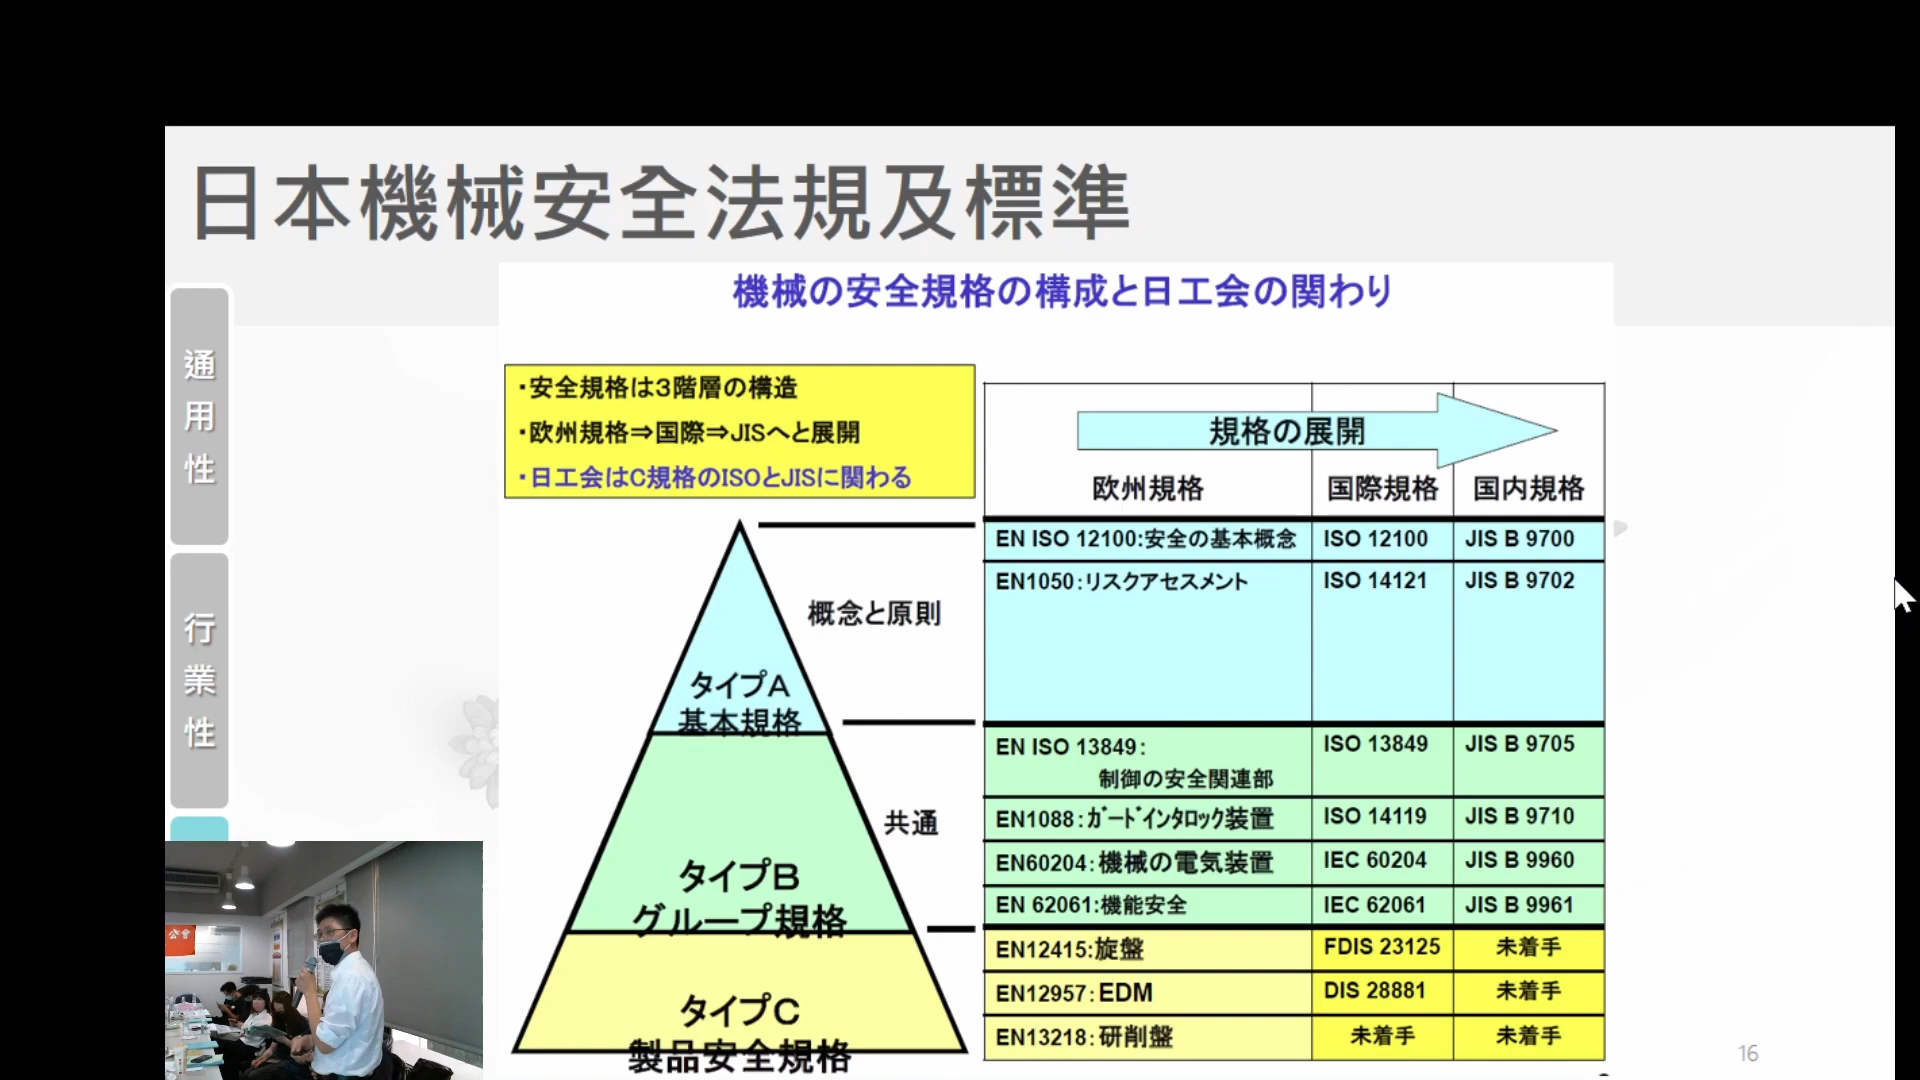 日本機械安全法規及標準
通用性
行業性
機械の安全規格の構成と日工会の関わり
・安全規格は3階層の構造
・欧州規格⇒国際⇒JISへと展開
・日工会はC規格のISOとJISに関わる
規格の展開
欧州規格 国際規格 国内規格
EN ISO 12100:安全の基本概念 ISO 12100 JIS B 9700
EN1050:リスクアセスメント ISO 14121 JIS B 9702
EN ISO 13849: ISO 13849 JIS B 9705
制御の安全関連部
EN1088:ｶﾞｰﾄﾞｲﾝﾀﾛｯｸ装置 ISO 14119 JIS B 9710
EN60204:機械の電気装置 IEC 60204 JIS B 9960
EN 62061:機能安全 IEC 62061 JIS B 9961
EN12415:旋盤 FDIS 23125 未着手
EN12957:EDM DIS 28881 未着手
EN13218:研削盤 未着手 未着手
概念と原則
タイプA
基本規格
共通
タイプB
グループ規格
タイプC
製品安全規格
公會
16